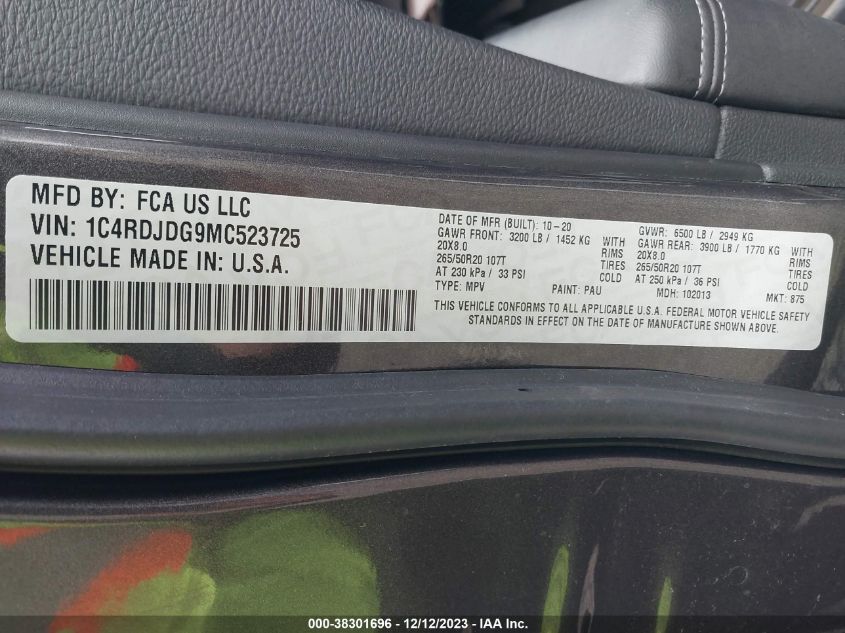 MFD BY: FCA US LLC
VIN: 1C4RDJDG9MC523725
VEHICLE MADE IN: U.S.A.
DATE OF MFR (BUILT): 10-20
GAWR FRONT: 3200 LB / 1452 KG WITH
20X8.0 RIMS
265/50R20 107T TIRES
AT 230 kPa / 33 PSI COLD
GVWR: 6500 LB / 2949 KG
GAWR REAR: 3900 LB / 1770 KG WITH
20X8.0 RIMS
265/50R20 107T TIRES
AT 250 kPa / 36 PSI COLD
TYPE: MPV PAINT: PAU MDH: 102013 MKT: 875
THIS VEHICLE CONFORMS TO ALL APPLICABLE U.S.A. FEDERAL MOTOR VEHICLE SAFETY
STANDARDS IN EFFECT ON THE DATE OF MANUFACTURE SHOWN ABOVE.
000-38301696 - 12/12/2023 - IAA Inc.